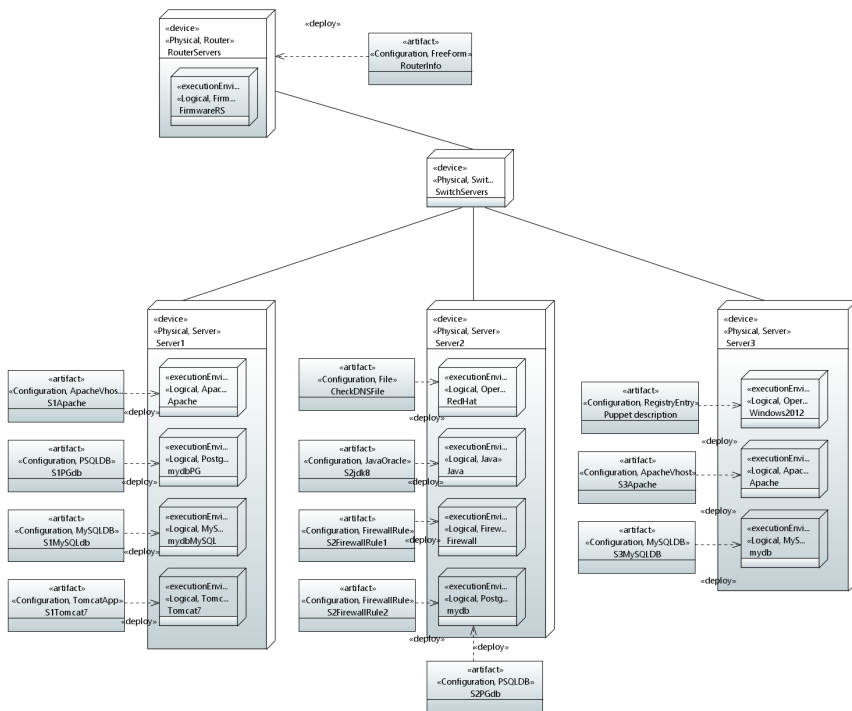 «device»
«Physical, Router»
RouterServers
«executionEnvi...
«Logical, Firm...
FirmwareRS
«deploy»
«artifact»
«Configuration, FreeForm»
RouterInfo
«device»
«Physical, Swit...
SwitchServers
«device»
«Physical, Server»
Server1
«artifact»
«Configuration, ApacheVhos...
S1Apache
«deploy»
«executionEnvi...
«Logical, Apac...
Apache
«artifact»
«Configuration, PSQLDB»
S1PGdb
«deploy»
«executionEnvi...
«Logical, Postg...
mydbPG
«artifact»
«Configuration, MySQLDB»
S1MySQLdb
«deploy»
«executionEnvi...
«Logical, MyS...
mydbMySQL
«artifact»
«Configuration, TomcatApp»
S1Tomcat7
«deploy»
«executionEnvi...
«Logical, Tomc...
Tomcat7
«device»
«Physical, Server»
Server2
«artifact»
«Configuration, File»
CheckDNSFile
«deploy»
«executionEnvi...
«Logical, Oper...
RedHat
«artifact»
«Configuration, JavaOracle»
S2jdk8
«deploy»
«executionEnvi...
«Logical, Java»
Java
«artifact»
«Configuration, FirewallRule»
S2FirewallRule1
«deploy»
«executionEnvi...
«Logical, Firew...
Firewall
«artifact»
«Configuration, FirewallRule»
S2FirewallRule2
«deploy»
«executionEnvi...
«Logical, Postg...
mydb
«deploy»
«artifact»
«Configuration, PSQLDB»
S2PGdb
«device»
«Physical, Server»
Server3
«artifact»
«Configuration, RegistryEntry»
Puppet description
«deploy»
«executionEnvi...
«Logical, Oper...
Windows2012
«artifact»
«Configuration, ApacheVhost»
S3Apache
«deploy»
«executionEnvi...
«Logical, Apac...
Apache
«artifact»
«Configuration, MySQLDB»
S3MySQLDB
«deploy»
«executionEnvi...
«Logical, MyS...
mydb